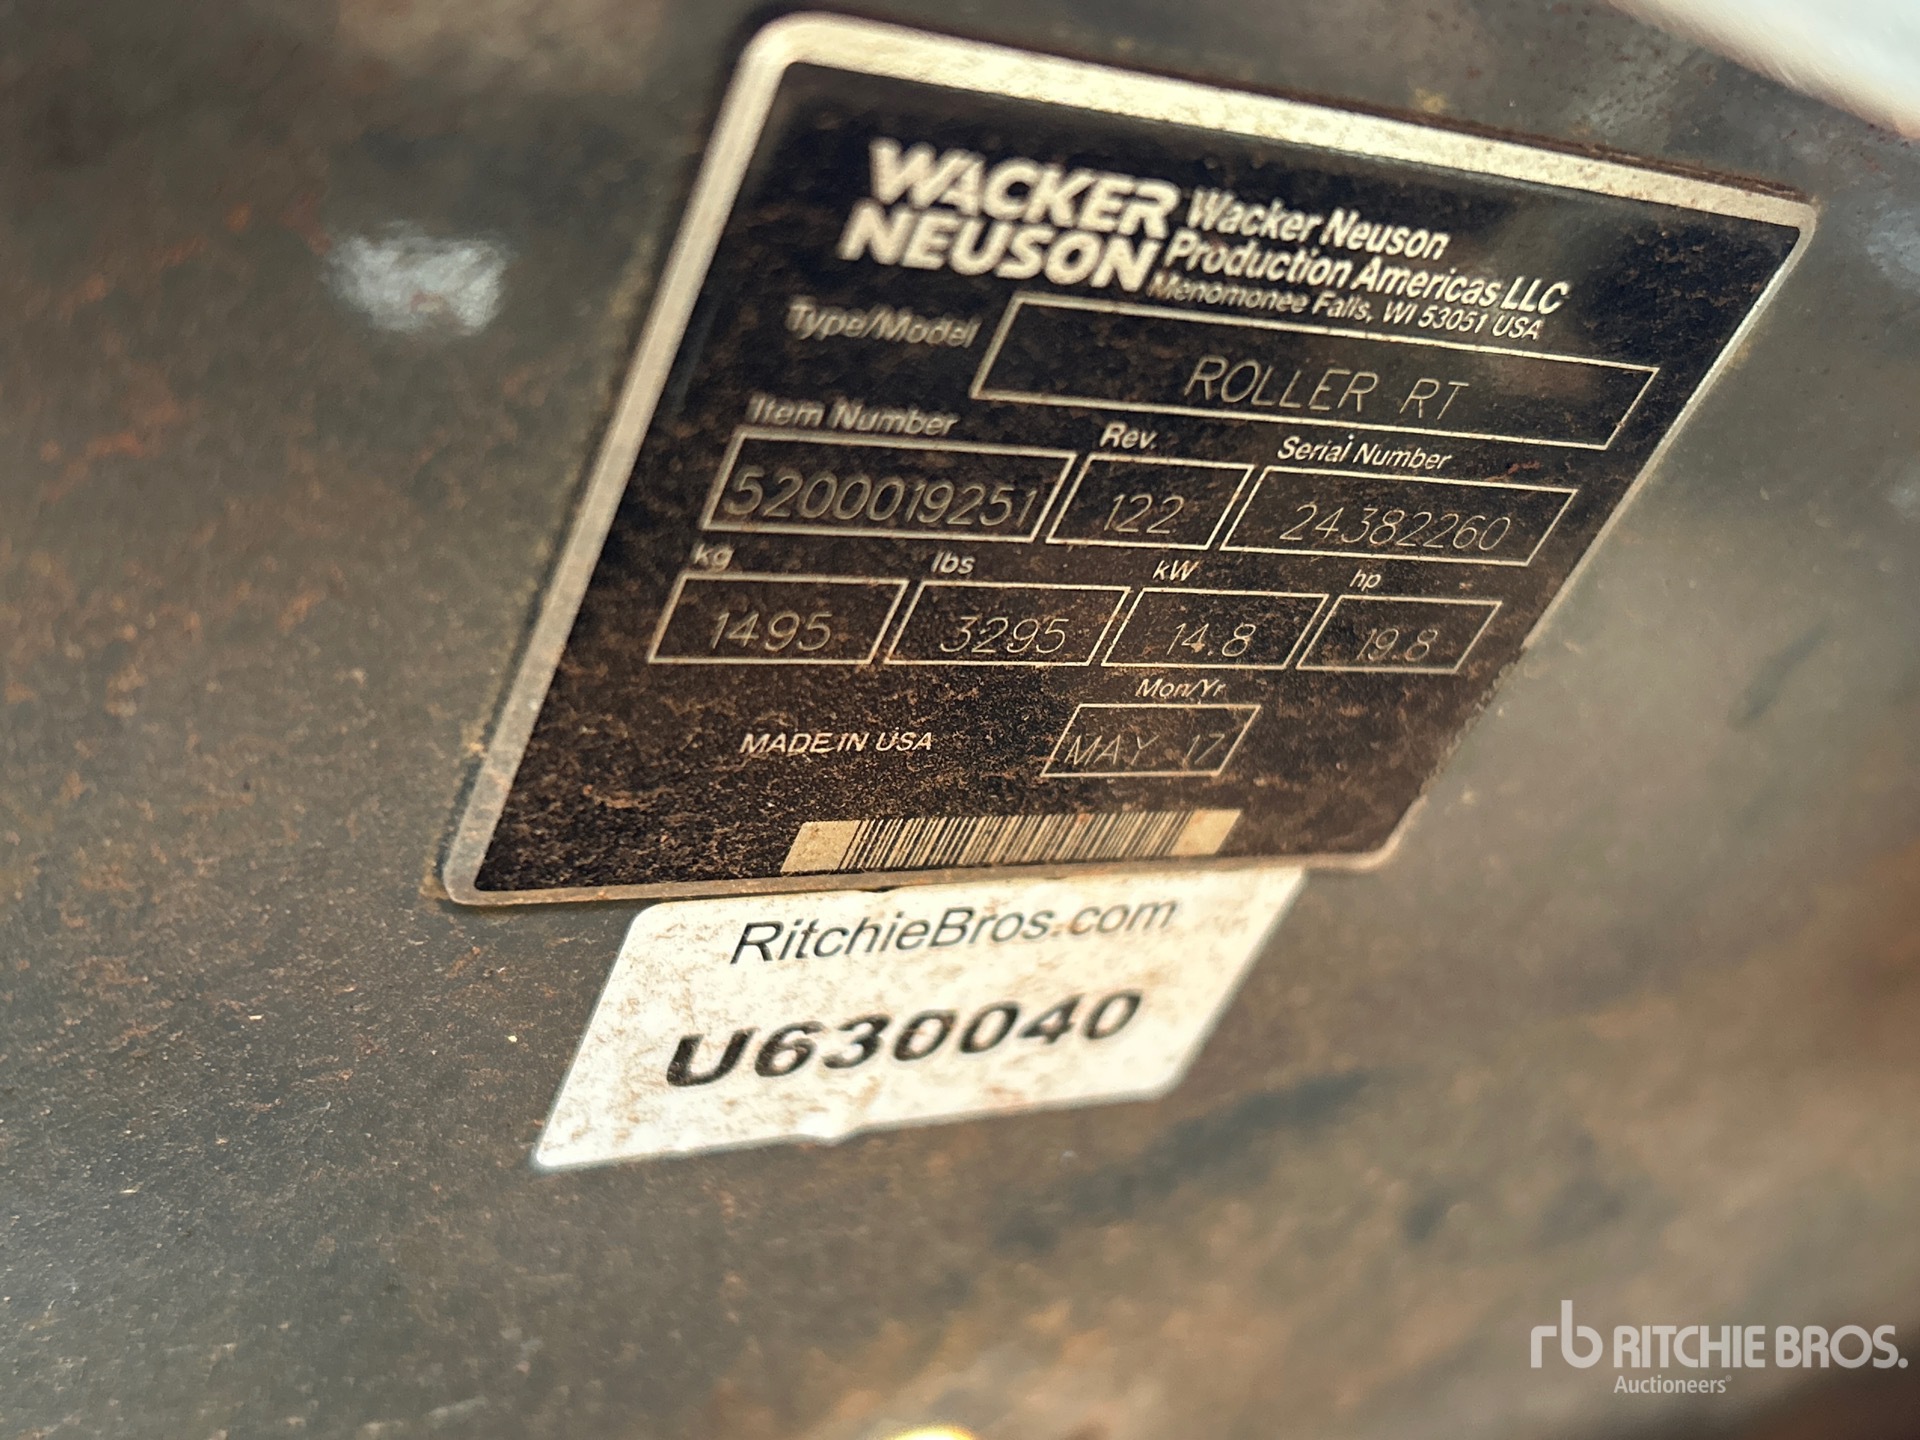 WACKER
NEUSON
Wacker Neuson
Production Americas LLC
Menomonee Falls, WI 53051 USA
Type/Model
ROLLER RT
Item Number Rev. Serial Number
5200019251 122 24382260
kg lbs kW hp
1495 3295 14.8 19.8
Mon/Yr
MADE IN USA MAY 17
RitchieBros.com
U630040
rb RITCHIE BROS.
Auctioneers